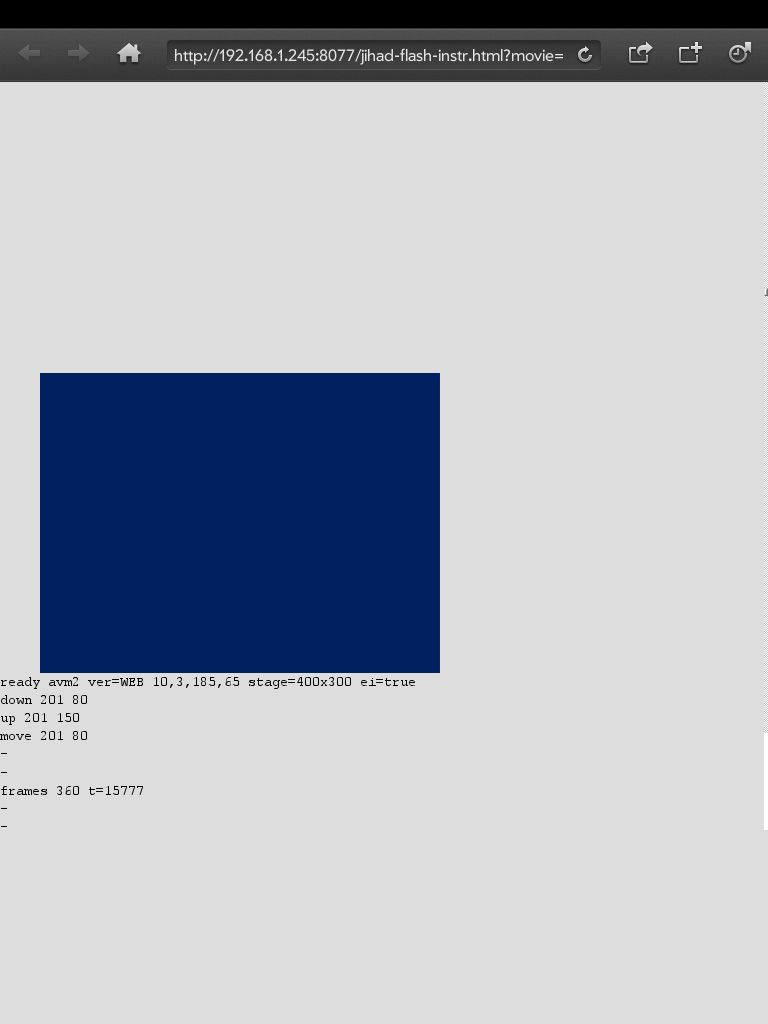 http://192.168.1.245:8077/jihad-flash-instr.html?movie=
ready avm2 ver=WEB 10,3,185,65 stage=400x300 ei=true
down 201 80
up 201 150
move 201 80
-
-
frames 360 t=15777
-
-